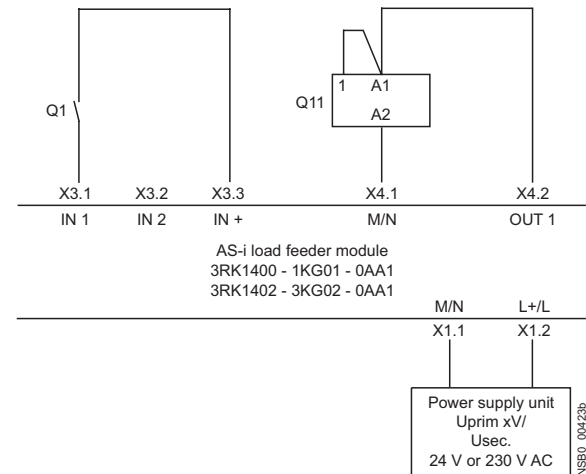 1 A1
Q1
Q11
A2
X3.1 X3.2 X3.3 X4.1 X4.2
IN 1 IN 2 IN + M/N OUT 1
AS-i load feeder module
3RK1400 - 1KG01 - 0AA1
3RK1402 - 3KG02 - 0AA1
M/N L+/L
X1.1 X1.2
Power supply unit
Uprim xV/
Usec.
24 V or 230 V AC
NSB0_00423b